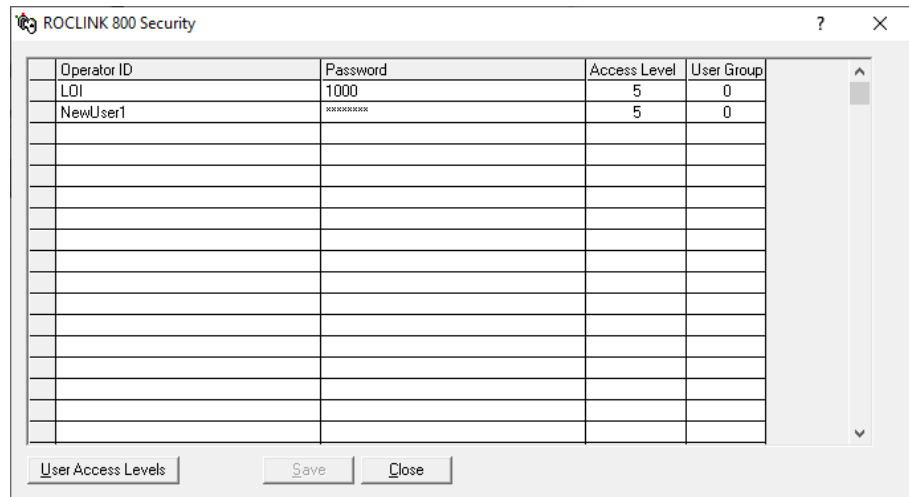 ROCLINK 800 Security ? ×
Operator ID Password Access Level User Group
LOI 1000 5 0
NewUser1 ******** 5 0
User Access Levels Save Close